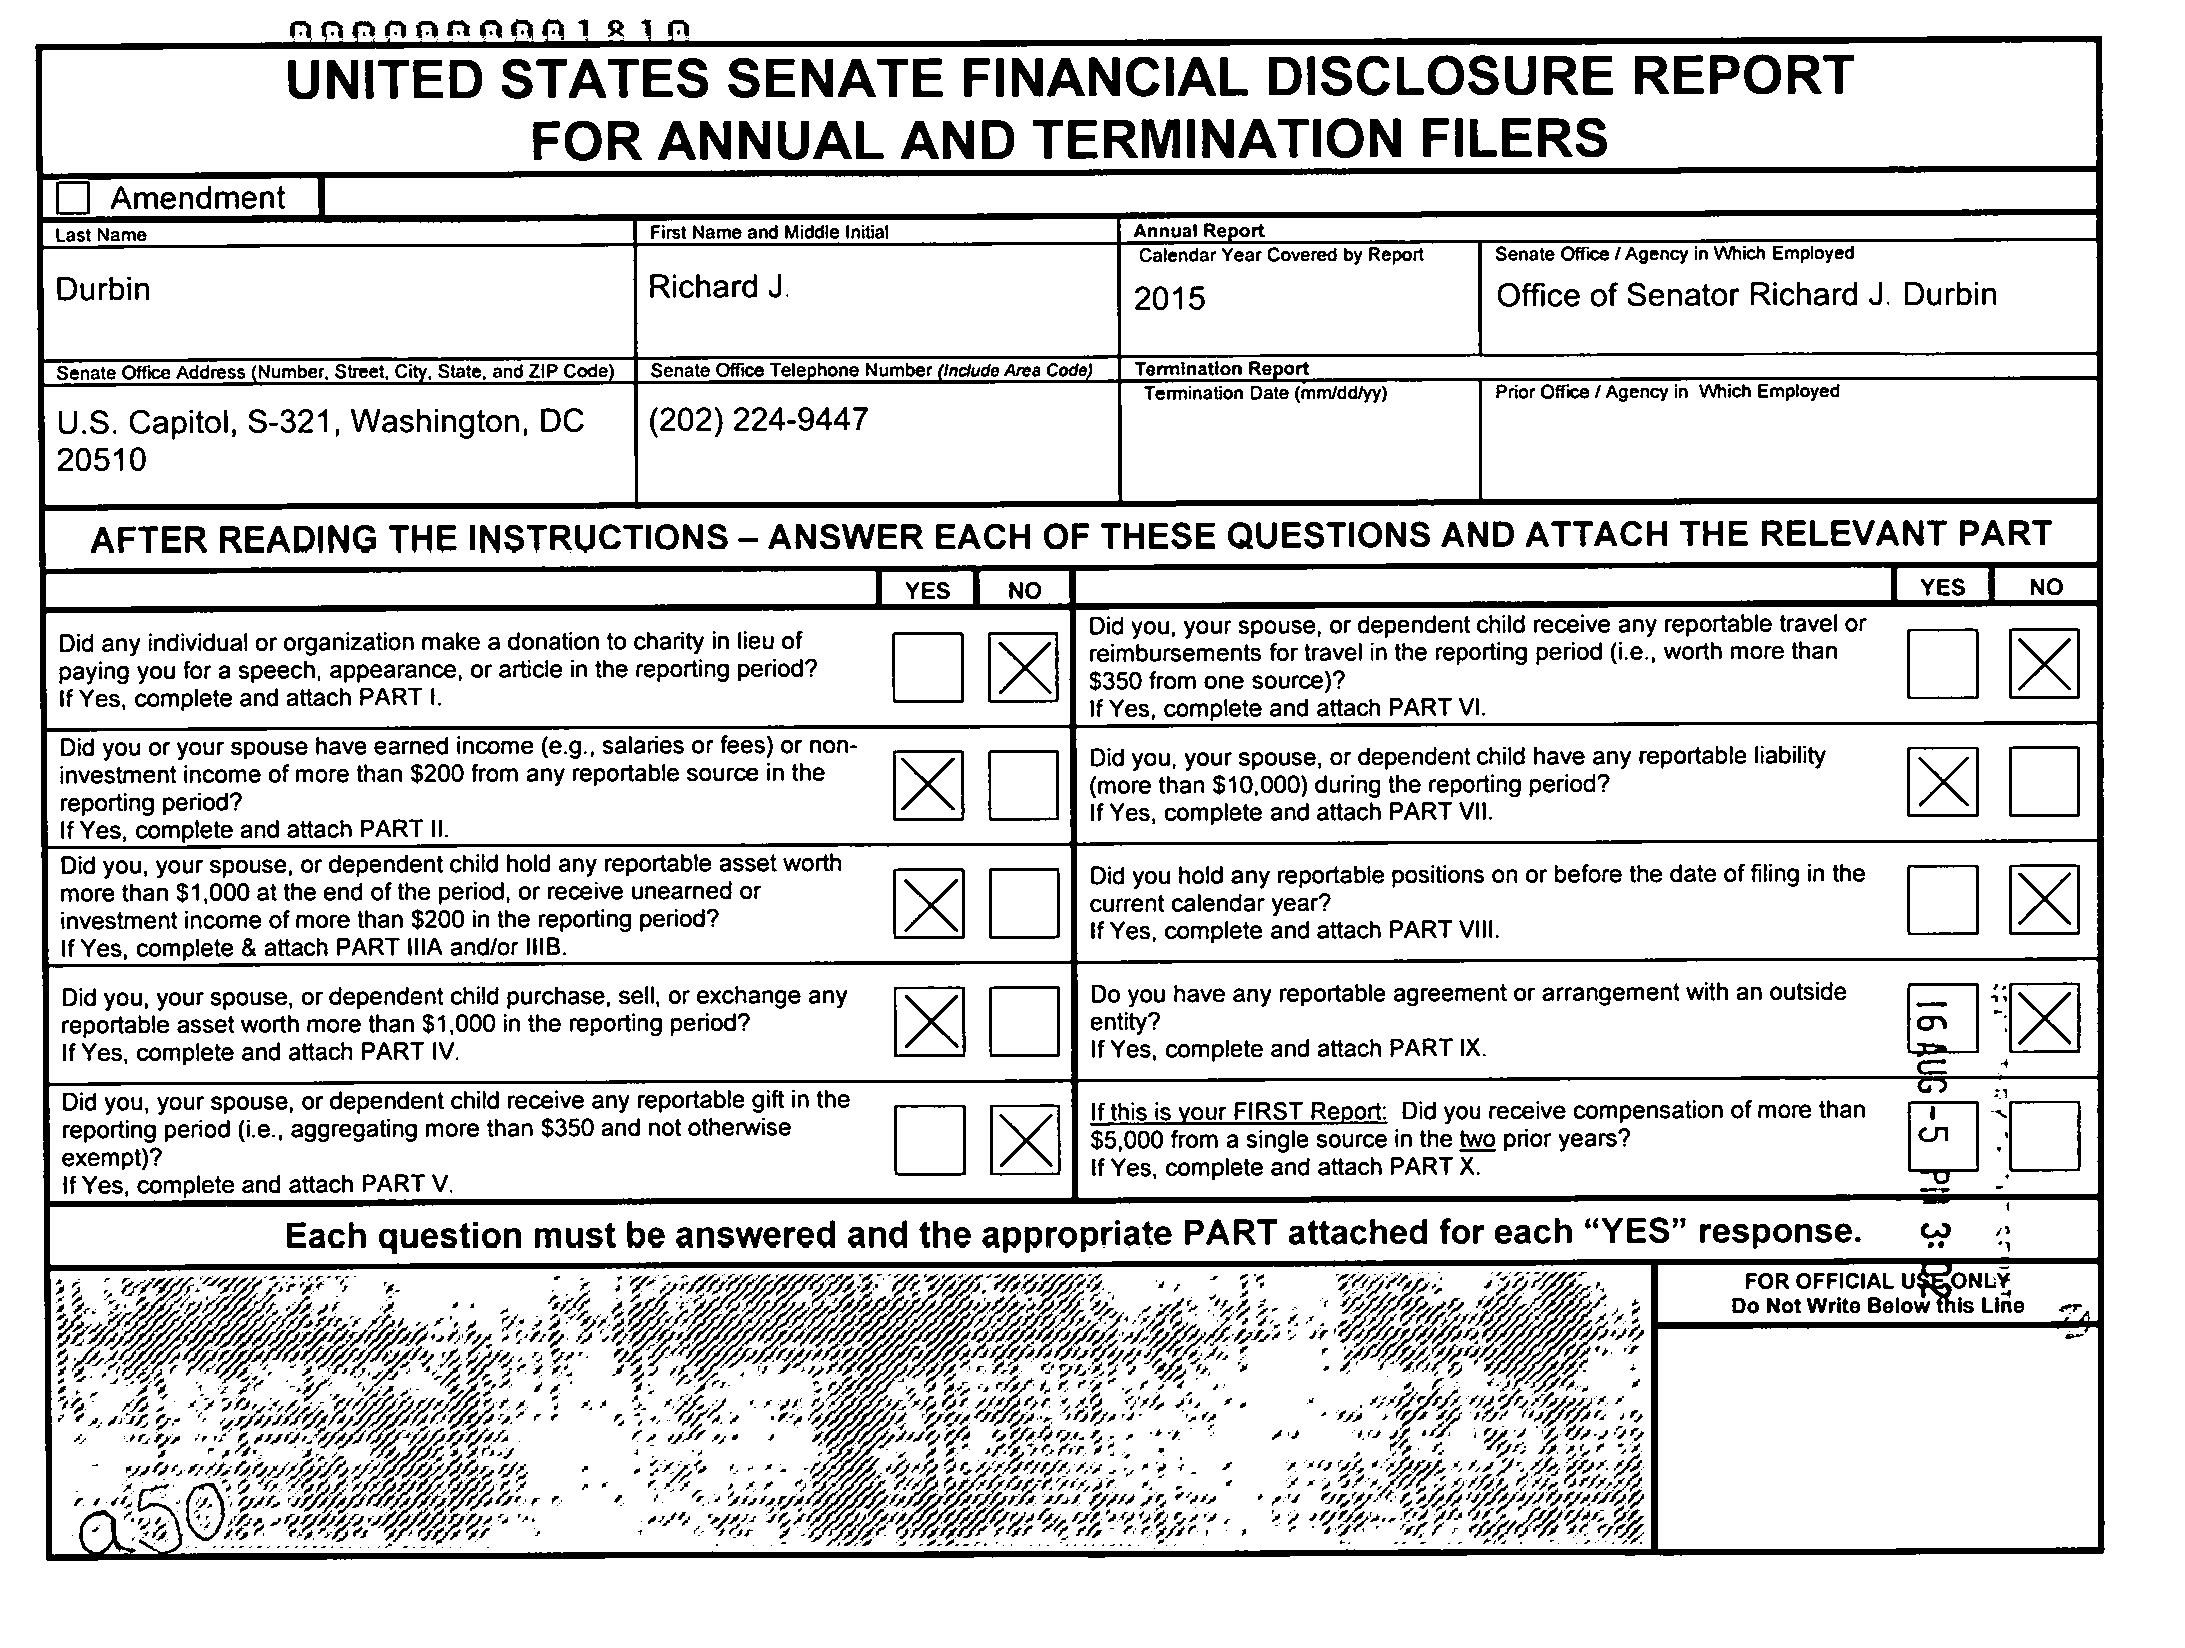 0000000001810
UNITED STATES SENATE FINANCIAL DISCLOSURE REPORT
FOR ANNUAL AND TERMINATION FILERS
Amendment
Last Name
First Name and Middle Initial
Annual Report
Calendar Year Covered by Report
Senate Office / Agency in Which Employed
Durbin
Richard J.
2015
Office of Senator Richard J. Durbin
Senate Office Address (Number, Street, City, State, and ZIP Code)
Senate Office Telephone Number (Include Area Code)
Termination Report
Termination Date (mm/dd/yy)
Prior Office / Agency in Which Employed
U.S. Capitol, S-321, Washington, DC
20510
(202) 224-9447
AFTER READING THE INSTRUCTIONS – ANSWER EACH OF THESE QUESTIONS AND ATTACH THE RELEVANT PART
YES NO
YES NO
Did any individual or organization make a donation to charity in lieu of
paying you for a speech, appearance, or article in the reporting period?
If Yes, complete and attach PART I.
Did you, your spouse, or dependent child receive any reportable travel or
reimbursements for travel in the reporting period (i.e., worth more than
$350 from one source)?
If Yes, complete and attach PART VI.
Did you or your spouse have earned income (e.g., salaries or fees) or non-
investment income of more than $200 from any reportable source in the
reporting period?
If Yes, complete and attach PART II.
Did you, your spouse, or dependent child have any reportable liability
(more than $10,000) during the reporting period?
If Yes, complete and attach PART VII.
Did you, your spouse, or dependent child hold any reportable asset worth
more than $1,000 at the end of the period, or receive unearned or
investment income of more than $200 in the reporting period?
If Yes, complete & attach PART IIIA and/or IIIB.
Did you hold any reportable positions on or before the date of filing in the
current calendar year?
If Yes, complete and attach PART VIII.
Did you, your spouse, or dependent child purchase, sell, or exchange any
reportable asset worth more than $1,000 in the reporting period?
If Yes, complete and attach PART IV.
Do you have any reportable agreement or arrangement with an outside
entity?
If Yes, complete and attach PART IX.
Did you, your spouse, or dependent child receive any reportable gift in the
reporting period (i.e., aggregating more than $350 and not otherwise
exempt)?
If Yes, complete and attach PART V.
If this is your FIRST Report: Did you receive compensation of more than
$5,000 from a single source in the two prior years?
If Yes, complete and attach PART X.
16 AUG -5 PM 3:02
Each question must be answered and the appropriate PART attached for each “YES” response.
FOR OFFICIAL USE ONLY
Do Not Write Below this Line
a50